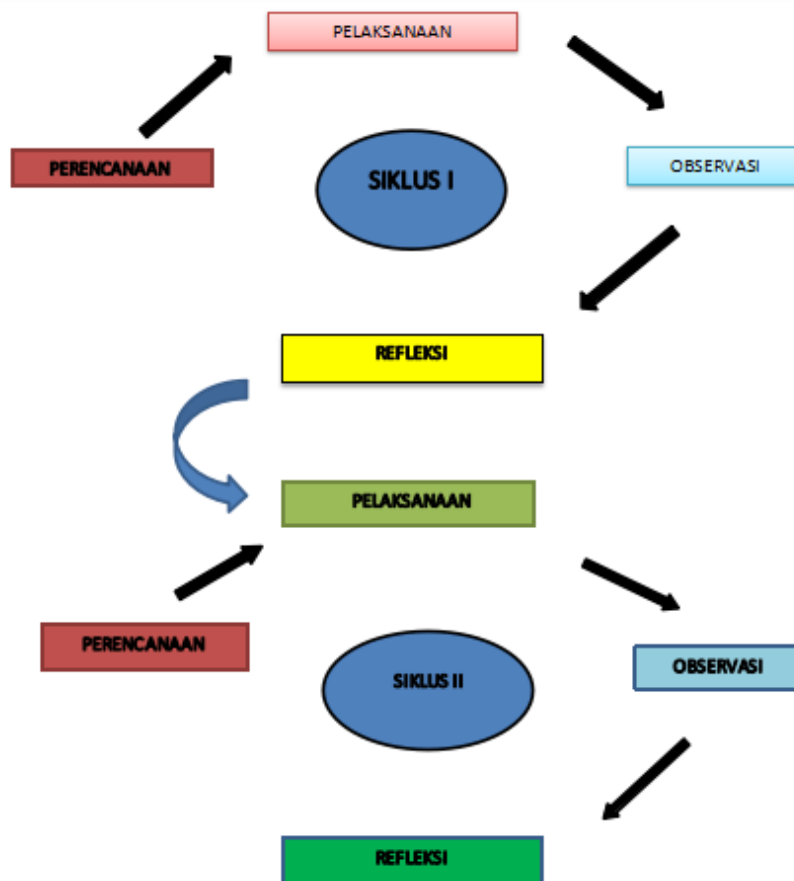 PELAKSANAAN
PERENCANAAN
SIKLUS I
OBSERVASI
REFLEKSI
PELAKSANAAN
PERENCANAAN
SIKLUS II
OBSERVASI
REFLEKSI